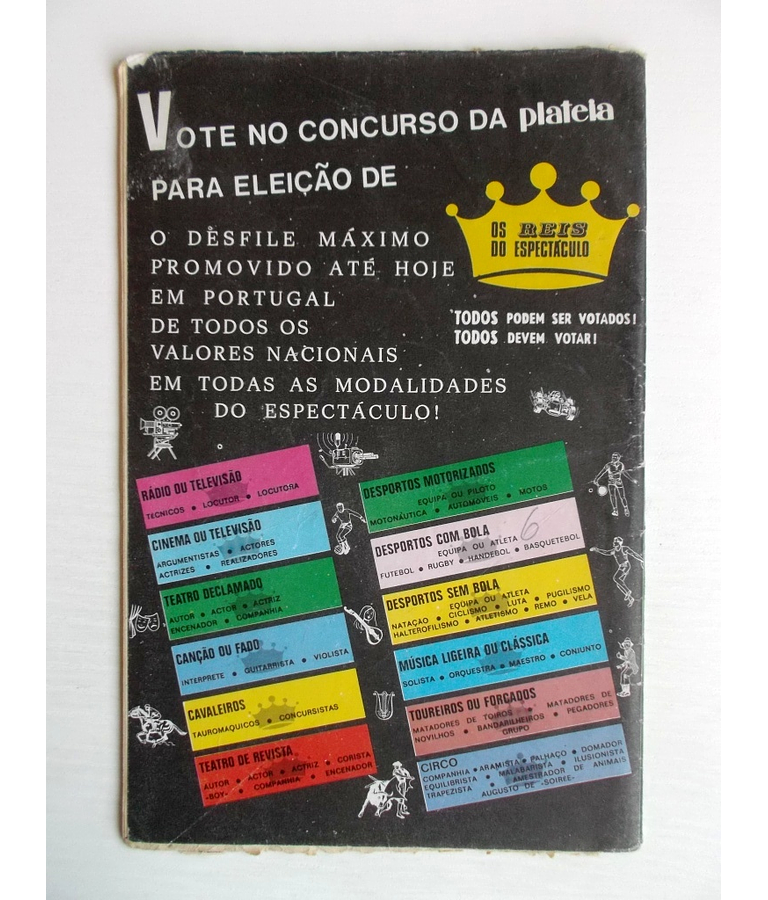 VOTE NO CONCURSO DA platela
PARA ELEIÇÃO DE
OS REIS
DO ESPECTÁCULO
O DESFILE MÁXIMO
PROMOVIDO ATÉ HOJE
EM PORTUGAL
DE TODOS OS
VALORES NACIONAIS
EM TODAS AS MODALIDADES
DO ESPECTÁCULO!
TODOS PODEM SER VOTADOS!
TODOS DEVEM VOTAR!
RÁDIO OU TELEVISÃO
TÉCNICOS • LOCUTOR • LOCUTORA
CINEMA OU TELEVISÃO
ARGUMENTISTAS • ACTORES
ACTRIZES • REALIZADORES
TEATRO DECLAMADO
AUTOR • ACTOR • ACTRIZ
ENCENADOR • COMPANHIA
CANÇÃO OU FADO
INTERPRETE • GUITARRISTA • VIOLISTA
CAVALEIROS
TAUROMAQUICOS • CONCURSISTAS
TEATRO DE REVISTA
AUTOR • ACTOR • ACTRIZ • CORISTA
«BOY» • COMPANHIA • ENCENADOR
DESPORTOS MOTORIZADOS
EQUIPA OU PILOTO
MOTONÁUTICA • AUTOMÓVEIS • MOTOS
DESPORTOS COM BOLA 6
EQUIPA OU ATLETA
FUTEBOL • RUGBY • HANDEBOL • BASQUETEBOL
DESPORTOS SEM BOLA
EQUIPA OU ATLETA
NATAÇÃO • CICLISMO • LUTA • PUGILISMO
HALTEROFILISMO • ATLETISMO • REMO • VELA
MÚSICA LIGEIRA OU CLÁSSICA
SOLISTA • ORQUESTRA • MAESTRO • CONJUNTO
TOUREIROS OU FORCADOS
MATADORES DE TOIROS • MATADORES DE
NOVILHOS • BANDARILHEIROS • PEGADORES
GRUPO
CIRCO
COMPANHIA • ARAMISTA • PALHAÇO • DOMADOR
EQUILIBRISTA • MALABARISTA • ILUSIONISTA
TRAPEZISTA • AMESTRADOR DE ANIMAIS
AUGUSTO DE «SOIREE»